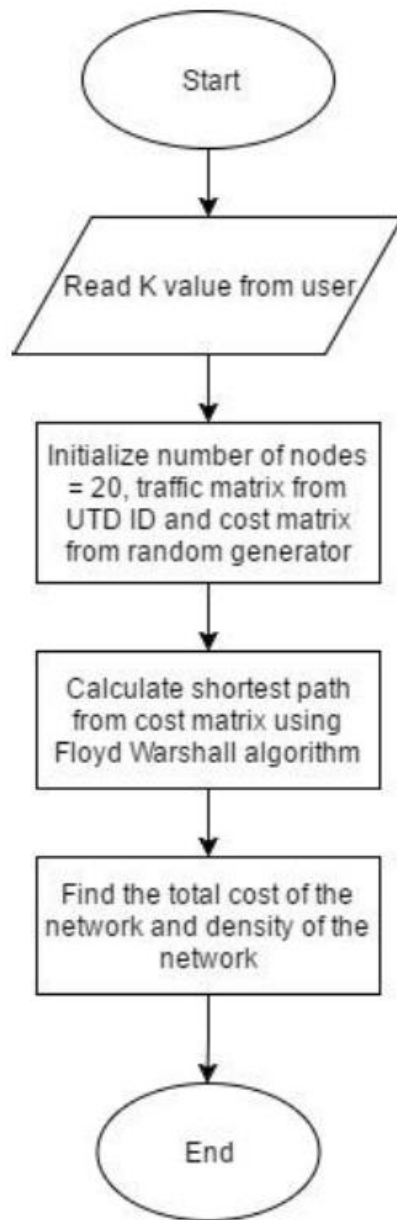 Start
Read K value from user
Initialize number of nodes
= 20, traffic matrix from
UTD ID and cost matrix
from random generator
Calculate shortest path
from cost matrix using
Floyd Warshall algorithm
Find the total cost of the
network and density of the
network
End